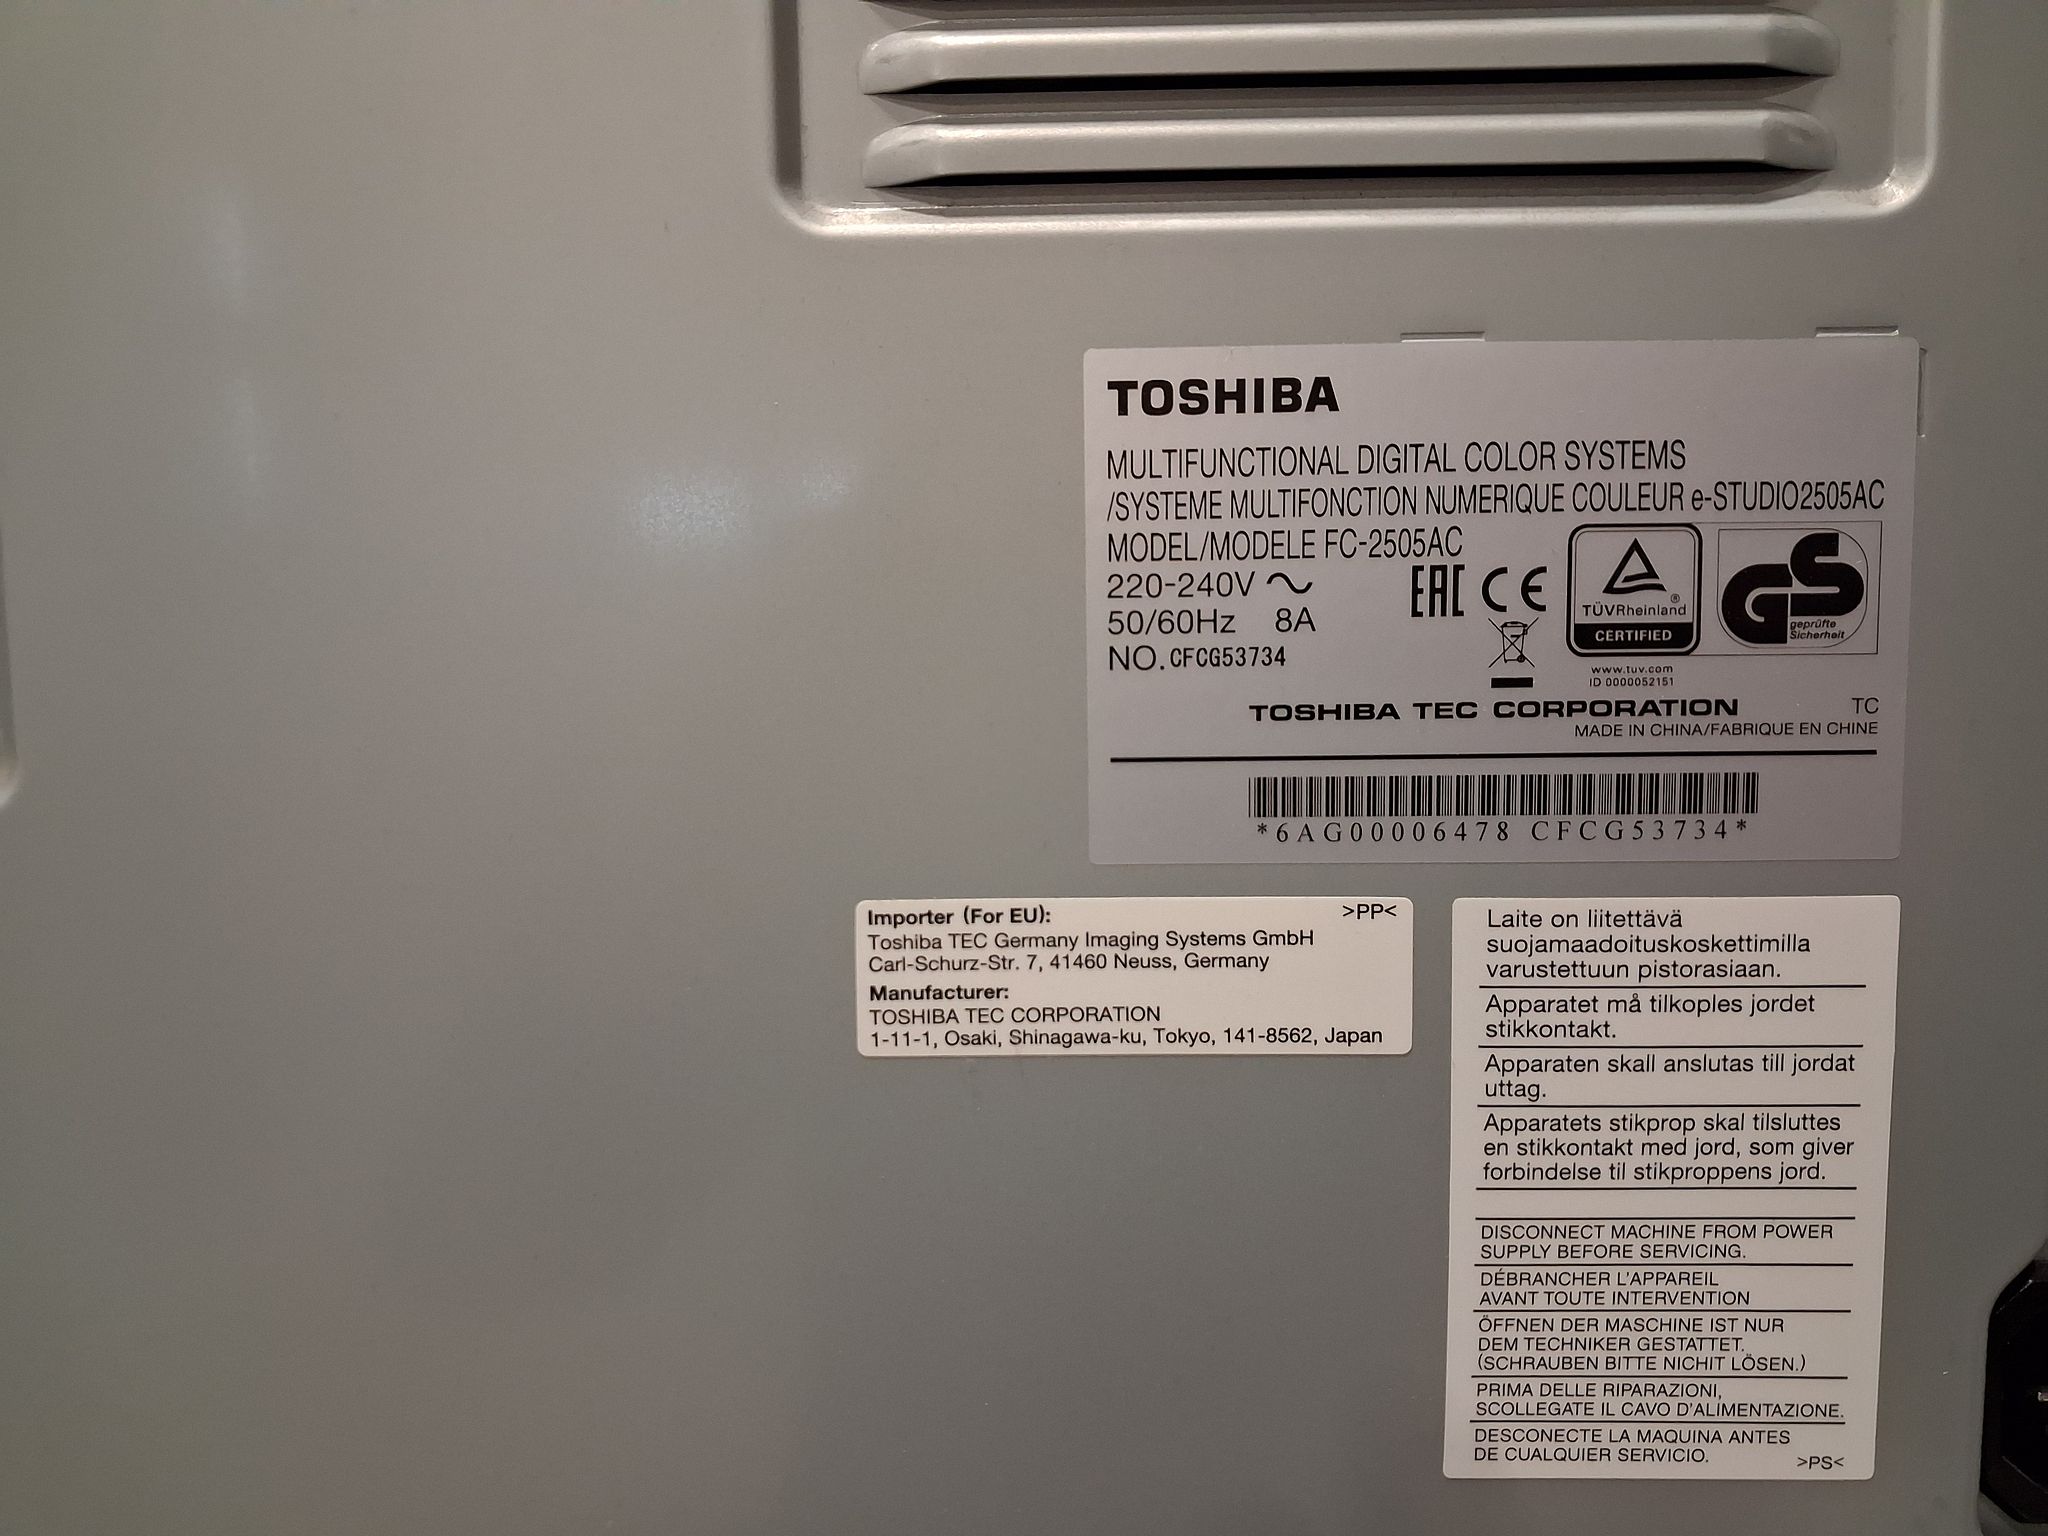 TOSHIBA
MULTIFUNCTIONAL DIGITAL COLOR SYSTEMS
/SYSTEME MULTIFONCTION NUMERIQUE COULEUR e-STUDIO2505AC
MODEL/MODELE FC-2505AC
220-240V ~
50/60Hz 8A
NO. CFCG53734
EAC CE
TÜVRheinland®
CERTIFIED
www.tuv.com
ID 0000052151
GS
geprüfte
Sicherheit
TOSHIBA TEC CORPORATION TC
MADE IN CHINA/FABRIQUE EN CHINE
*6AG00006478 CFCG53734*
Importer (For EU): >PP<
Toshiba TEC Germany Imaging Systems GmbH
Carl-Schurz-Str. 7, 41460 Neuss, Germany
Manufacturer:
TOSHIBA TEC CORPORATION
1-11-1, Osaki, Shinagawa-ku, Tokyo, 141-8562, Japan
Laite on liitettävä
suojamaadoituskoskettimilla
varustettuun pistorasiaan.
Apparatet må tilkoples jordet
stikkontakt.
Apparaten skall anslutas till jordat
uttag.
Apparatets stikprop skal tilsluttes
en stikkontakt med jord, som giver
forbindelse til stikproppens jord.
DISCONNECT MACHINE FROM POWER
SUPPLY BEFORE SERVICING.
DÉBRANCHER L'APPAREIL
AVANT TOUTE INTERVENTION
ÖFFNEN DER MASCHINE IST NUR
DEM TECHNIKER GESTATTET.
(SCHRAUBEN BITTE NICHIT LÖSEN.)
PRIMA DELLE RIPARAZIONI,
SCOLLEGATE IL CAVO D'ALIMENTAZIONE.
DESCONECTE LA MAQUINA ANTES
DE CUALQUIER SERVICIO. >PS<